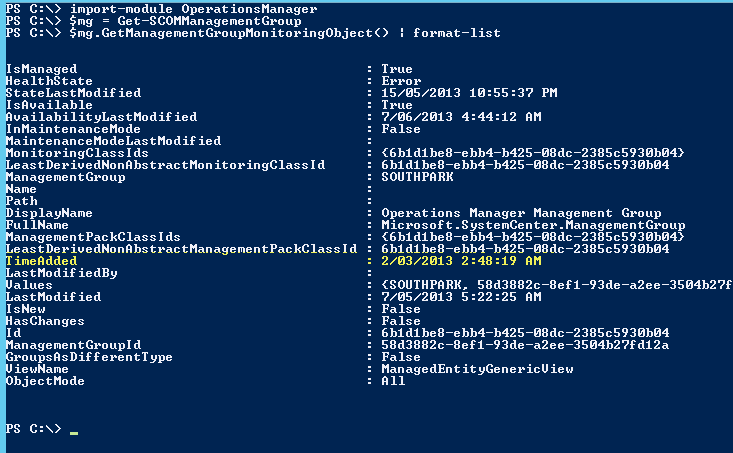 PS C:\> import-module OperationsManager
PS C:\> $mg = Get-SCOMManagementGroup
PS C:\> $mg.GetManagementGroupMonitoringObject() | format-list
IsManaged : True
HealthState : Error
StateLastModified : 15/05/2013 10:55:37 PM
IsAvailable : True
AvailabilityLastModified : 7/06/2013 4:44:12 AM
InMaintenanceMode : False
MaintenanceModeLastModified :
MonitoringClassIds : {6b1d1be8-ebb4-b425-08dc-2385c5930b04}
LeastDerivedNonAbstractMonitoringClassId : 6b1d1be8-ebb4-b425-08dc-2385c5930b04
ManagementGroup : SOUTHPARK
Name :
Path :
DisplayName : Operations Manager Management Group
FullName : Microsoft.SystemCenter.ManagementGroup
ManagementPackClassIds : {6b1d1be8-ebb4-b425-08dc-2385c5930b04}
LeastDerivedNonAbstractManagementPackClassId : 6b1d1be8-ebb4-b425-08dc-2385c5930b04
TimeAdded : 2/03/2013 2:48:19 AM
LastModifiedBy :
Values : {SOUTHPARK, 58d3882c-8ef1-93de-a2ee-3504b27f
LastModified : 7/05/2013 5:22:25 AM
IsNew : False
HasChanges : False
Id : 6b1d1be8-ebb4-b425-08dc-2385c5930b04
ManagementGroupId : 58d3882c-8ef1-93de-a2ee-3504b27fd12a
GroupsAsDifferentType : False
ViewName : ManagedEntityGenericView
ObjectMode : All
PS C:\> _